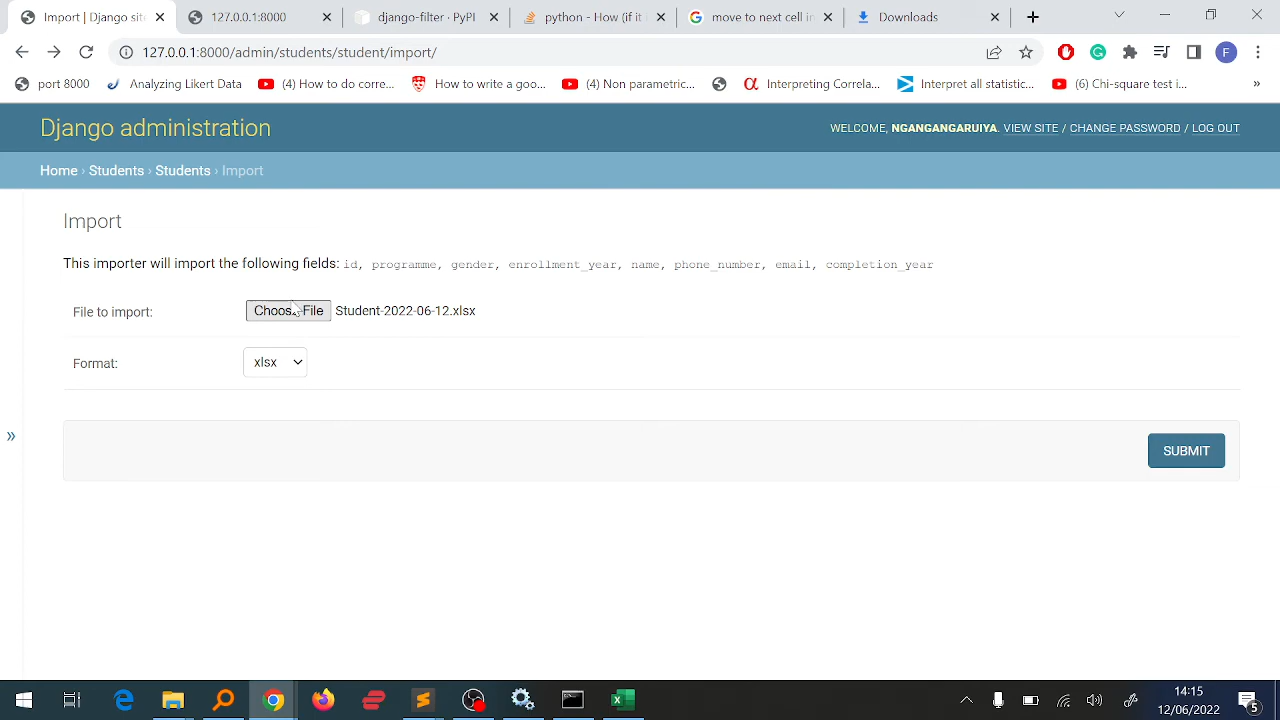 Import | Django sit
127.0.0.1:8000
django-filter · PyPI
python - How (if it
move to next cell in
Downloads
127.0.0.1:8000/admin/students/student/import/
F
port 8000
Analyzing Likert Data
(4) How to do corre...
How to write a goo...
(4) Non parametric...
Interpreting Correla...
Interpret all statistic...
(6) Chi-square test i...
»
Django administration
WELCOME, NGANGANGARUIYA. VIEW SITE / CHANGE PASSWORD / LOG OUT
Home › Students › Students › Import
Import
This importer will import the following fields: id, programme, gender, enrollment_year, name, phone_number, email, completion_year
File to import: Choose File Student-2022-06-12.xlsx
Format: xlsx
»
SUBMIT
14:15
12/06/2022
5